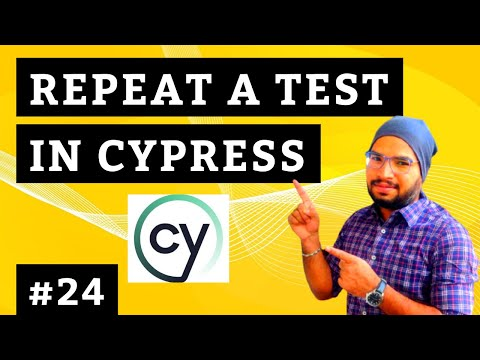 REPEAT A TEST
IN CYPRESS
cy
#24